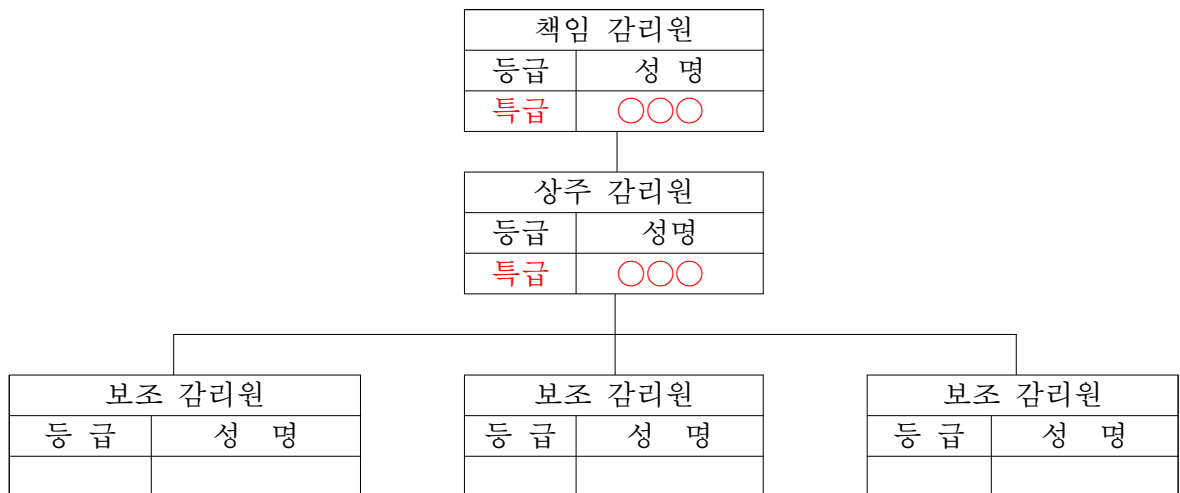 책임 감리원
등급 성 명
특급 ○○○
상주 감리원
등급 성명
특급 ○○○
보조 감리원 보조 감리원 보조 감리원
등 급 성 명 등 급 성 명 등 급 성 명